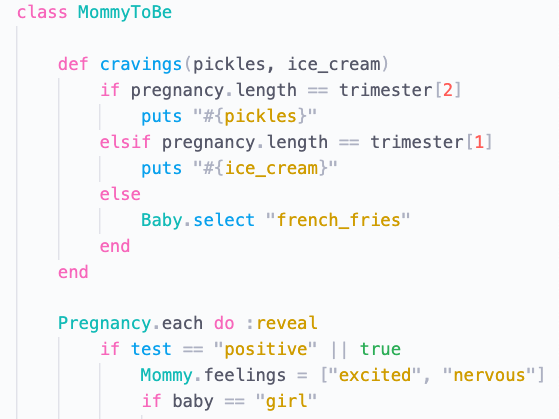 class MommyToBe
def cravings(pickles, ice_cream)
if pregnancy.length == trimester[2]
puts "#{pickles}"
elsif pregnancy.length == trimester[1]
puts "#{ice_cream}"
else
Baby.select "french_fries"
end
end
Pregnancy.each do :reveal
if test == "positive" || true
Mommy.feelings = ["excited", "nervous"]
if baby == "girl"